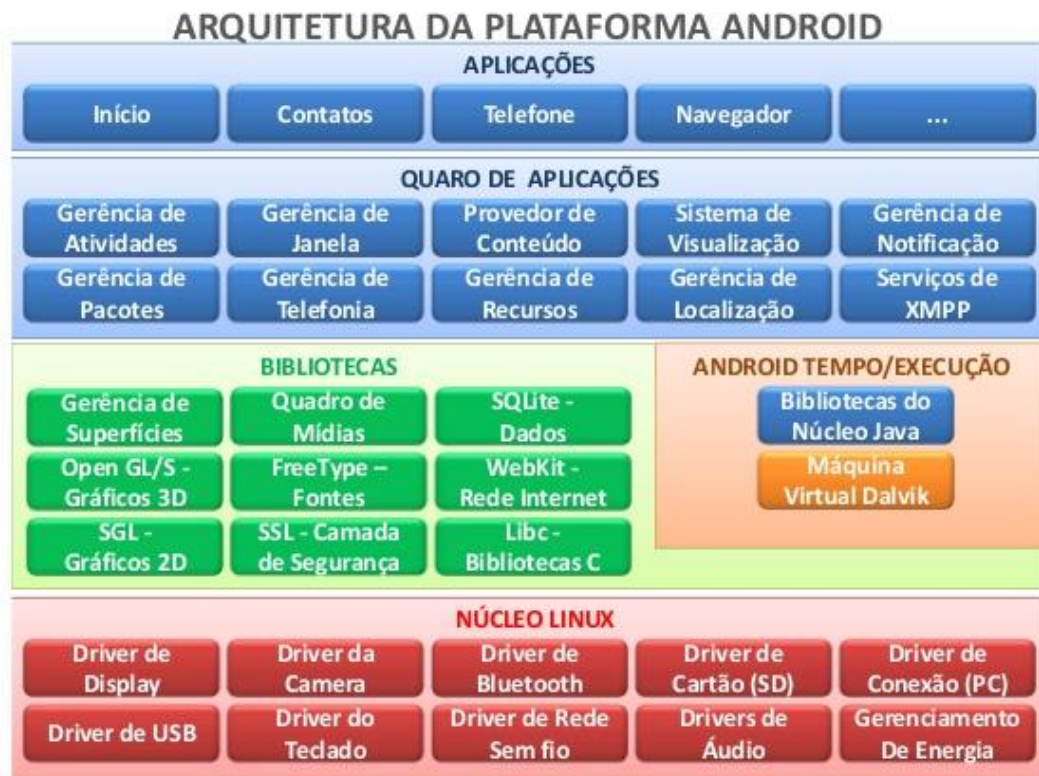 ARQUITETURA DA PLATAFORMA ANDROID
APLICAÇÕES
Início
Contatos
Telefone
Navegador
...
QUARO DE APLICAÇÕES
Gerência de
Atividades
Gerência de
Janela
Provedor de
Conteúdo
Sistema de
Visualização
Gerência de
Notificação
Gerência de
Pacotes
Gerência de
Telefonia
Gerência de
Recursos
Gerência de
Localização
Serviços de
XMPP
BIBLIOTECAS
Gerência de
Superfícies
Quadro de
Mídias
SQLite -
Dados
Open GL/S -
Gráficos 3D
FreeType –
Fontes
WebKit -
Rede Internet
SGL -
Gráficos 2D
SSL - Camada
de Segurança
Libc -
Bibliotecas C
ANDROID TEMPO/EXECUÇÃO
Bibliotecas do
Núcleo Java
Máquina
Virtual Dalvik
NÚCLEO LINUX
Driver de
Display
Driver da
Camera
Driver de
Bluetooth
Driver de
Cartão (SD)
Driver de
Conexão (PC)
Driver de USB
Driver do
Teclado
Driver de Rede
Sem fio
Drivers de
Áudio
Gerenciamento
De Energia